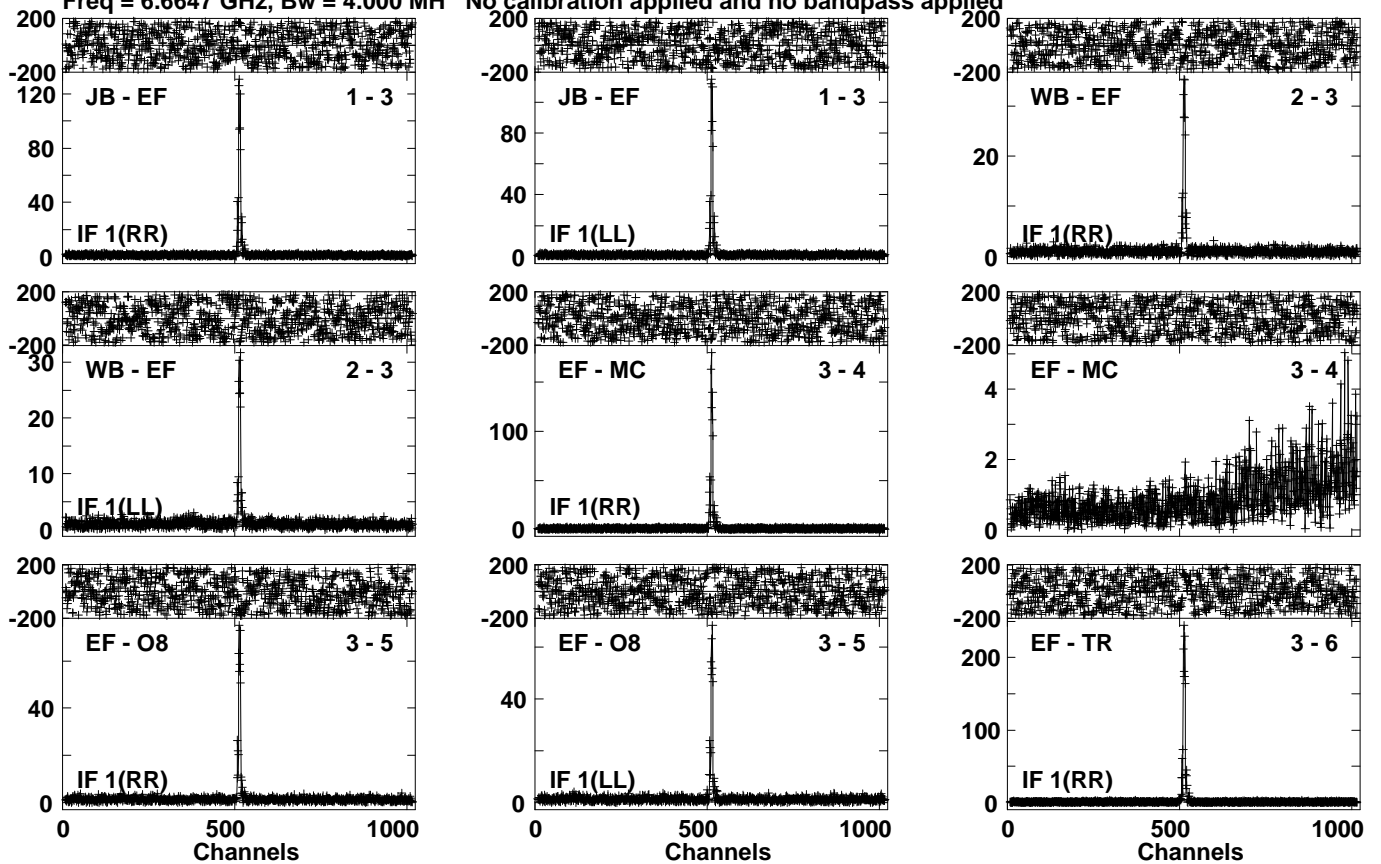 Freq = 6.6647 GHz, Bw = 4.000 MH No calibration applied and no bandpass applied
200 200 200
-200 -200 -200
JB - EF 1 - 3 JB - EF 1 - 3 WB - EF 2 - 3
120
80 80 20
40 40
IF 1(RR) IF 1(LL) IF 1(RR)
0 0 0
200 200 200
-200 -200 -200
WB - EF 2 - 3 EF - MC 3 - 4 EF - MC 3 - 4
30 4
20 100 2
10
IF 1(LL) IF 1(RR)
0 0 0
200 200 200
-200 -200 -200
EF - O8 3 - 5 EF - O8 3 - 5 EF - TR 3 - 6
200
40 40 100
IF 1(RR) IF 1(LL) IF 1(RR)
0 0 0
0 500 1000 0 500 1000 0 500 1000
Channels Channels Channels